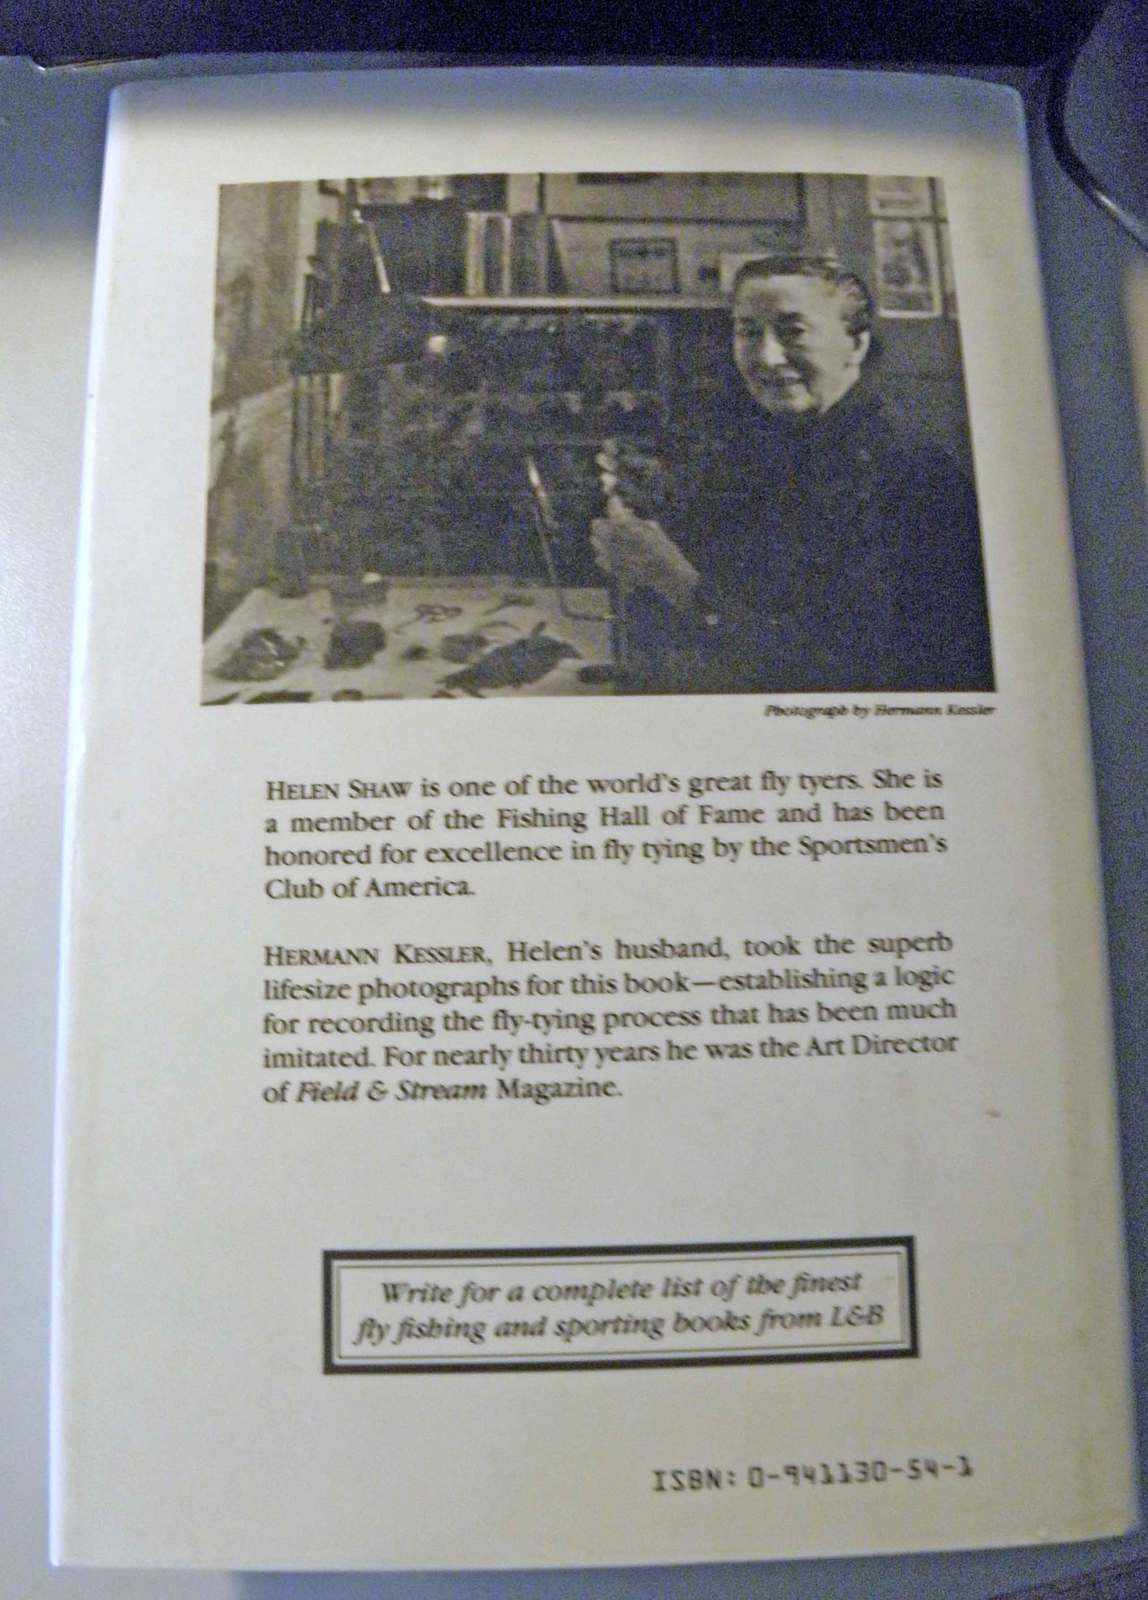 Photograph by Hermann Kessler
HELEN SHAW is one of the world's great fly tyers. She is
a member of the Fishing Hall of Fame and has been
honored for excellence in fly tying by the Sportsmen's
Club of America.
HERMANN KESSLER, Helen's husband, took the superb
lifesize photographs for this book—establishing a logic
for recording the fly-tying process that has been much
imitated. For nearly thirty years he was the Art Director
of Field & Stream Magazine.
Write for a complete list of the finest
fly fishing and sporting books from L&B
ISBN: 0-941130-54-1